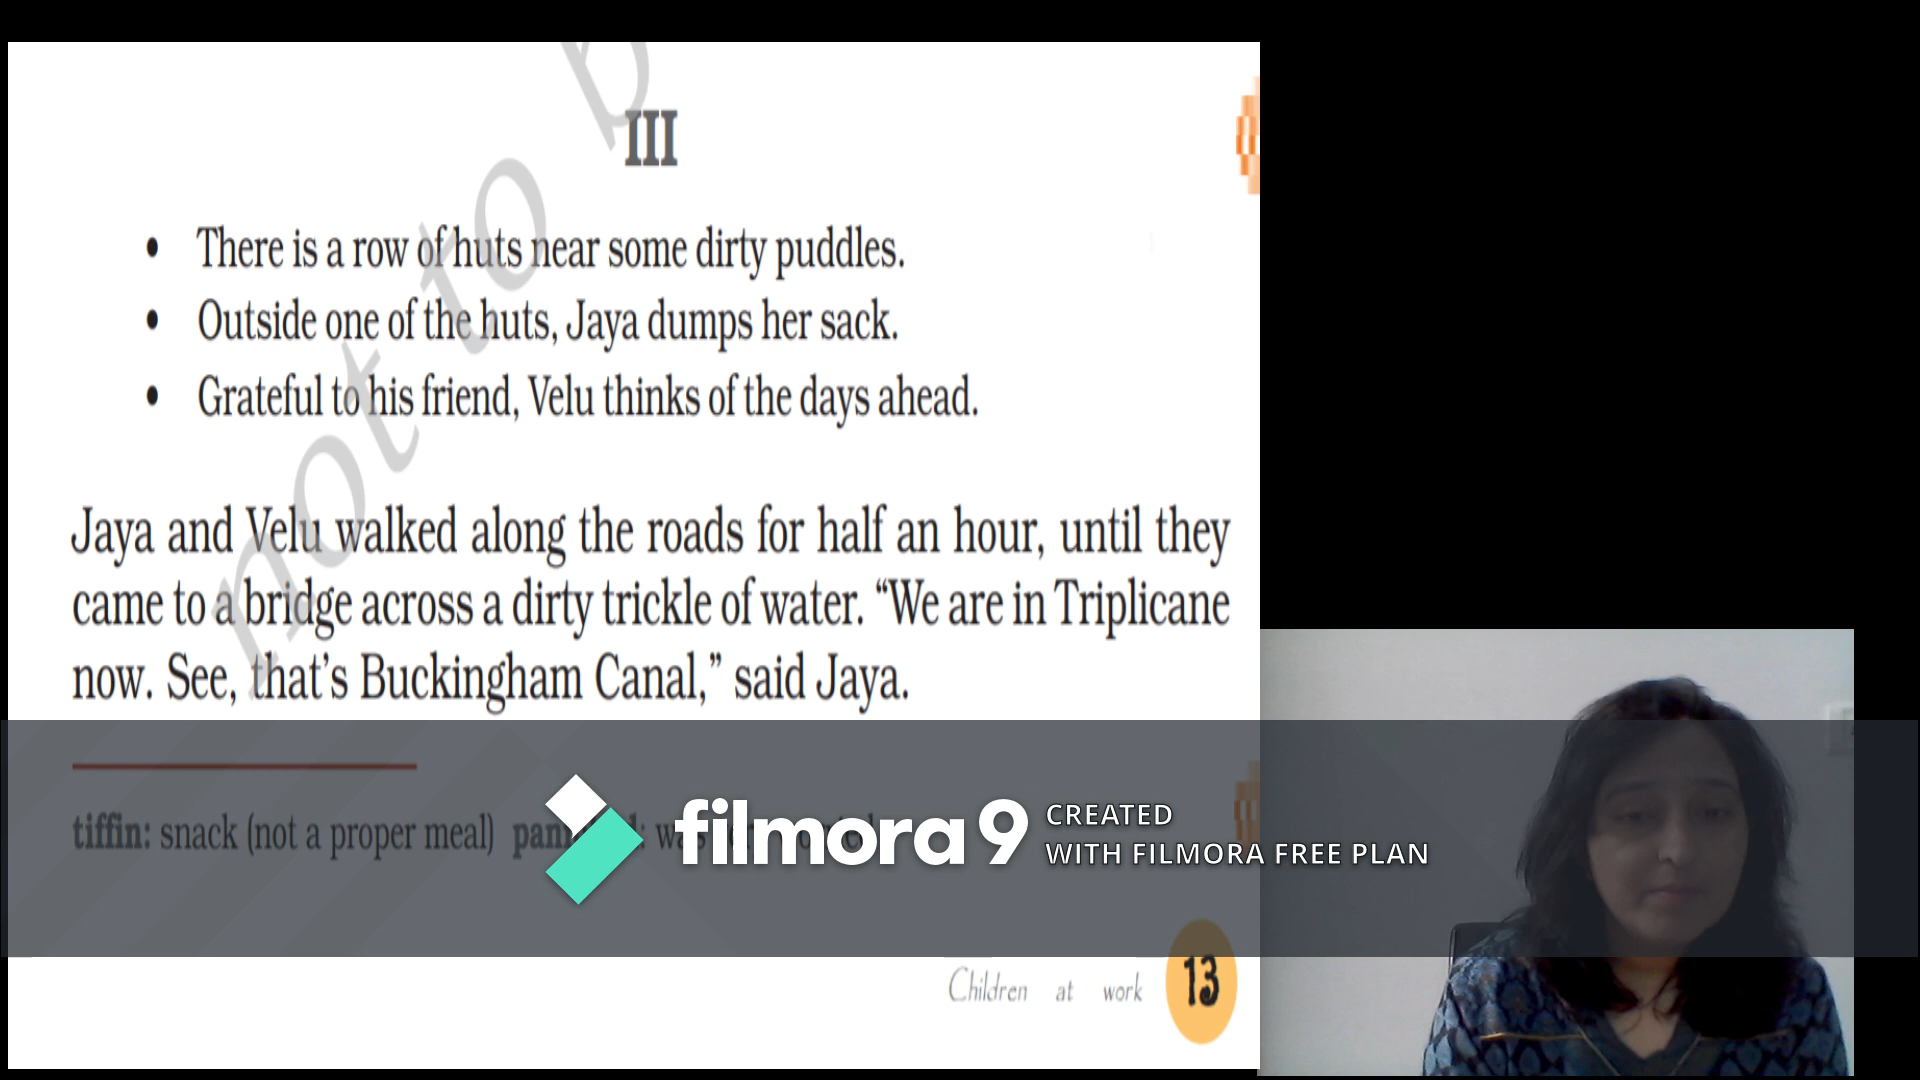 III
• There is a row of huts near some dirty puddles.
• Outside one of the huts, Jaya dumps her sack.
• Grateful to his friend, Velu thinks of the days ahead.
Jaya and Velu walked along the roads for half an hour, until they
came to a bridge across a dirty trickle of water. “We are in Triplicane
now. See, that’s Buckingham Canal,” said Jaya.
tiffin: snack (not a proper meal)
filmora 9 CREATED
WITH FILMORA FREE PLAN
Children at work 13
not to b